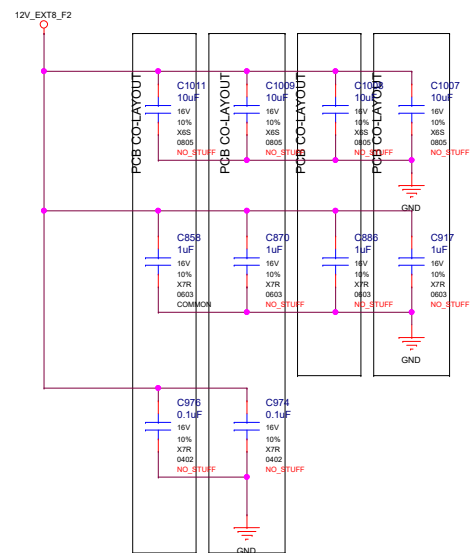 12V_EXT8_F2
PCB CO-LAYOUT
PCB CO-LAYOUT
PCB CO-LAYOUT
PCB CO-LAYOUT
C1011
10uF
16V
10%
X6S
0805
NO_STUFF
C1009
10uF
16V
10%
X6S
0805
NO_STUFF
C1008
10uF
16V
10%
X6S
0805
NO_STUFF
C1007
10uF
16V
10%
X6S
0805
NO_STUFF
GND
C858
1uF
16V
10%
X7R
0603
COMMON
C870
1uF
16V
10%
X7R
0603
NO_STUFF
C886
1uF
16V
10%
X7R
0603
NO_STUFF
C917
1uF
16V
10%
X7R
0603
NO_STUFF
GND
C976
0.1uF
16V
10%
X7R
0402
NO_STUFF
C974
0.1uF
16V
10%
X7R
0402
NO_STUFF
GND